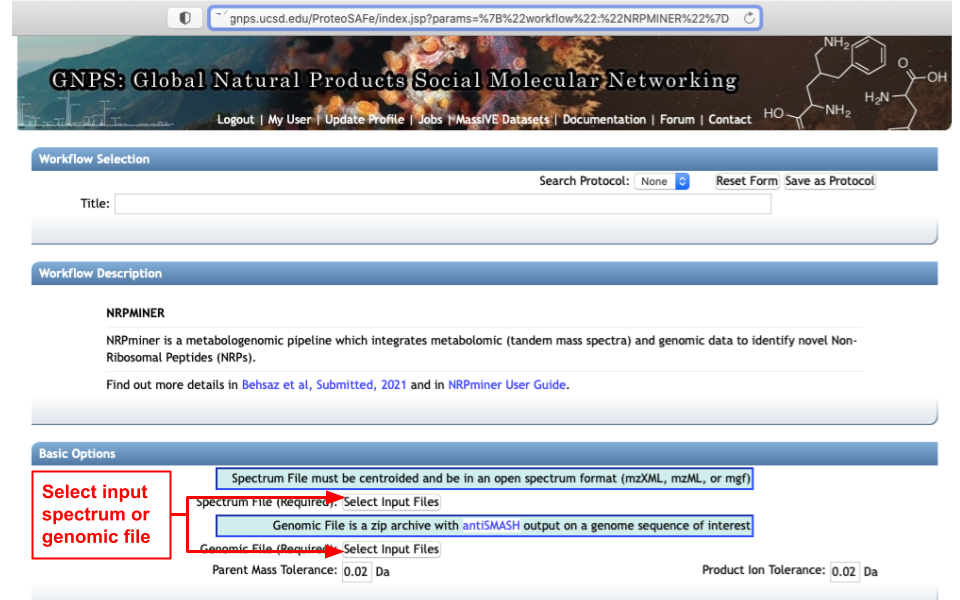 gnps.ucsd.edu/ProteoSAFe/index.jsp?params=%7B%22workflow%22:%22NRPMINER%22%7D
GNPS: Global Natural Products Social Molecular Networking
NH2
O
OH
H2N
HO
NH2
Logout | My User | Update Profile | Jobs | MassIVE Datasets | Documentation | Forum | Contact
Workflow Selection
Search Protocol: None Reset Form Save as Protocol
Title:
Workflow Description
NRPMINER
NRPminer is a metabologenomic pipeline which integrates metabolomic (tandem mass spectra) and genomic data to identify novel Non-
Ribosomal Peptides (NRPs).
Find out more details in Behsaz et al, Submitted, 2021 and in NRPminer User Guide.
Basic Options
Spectrum File must be centroided and be in an open spectrum format (mzXML, mzML, or mgf)
Select input
spectrum or
genomic file
Spectrum File (Required): Select Input Files
Genomic File is a zip archive with antiSMASH output on a genome sequence of interest
Genomic File (Required): Select Input Files
Parent Mass Tolerance: 0.02 Da Product Ion Tolerance: 0.02 Da